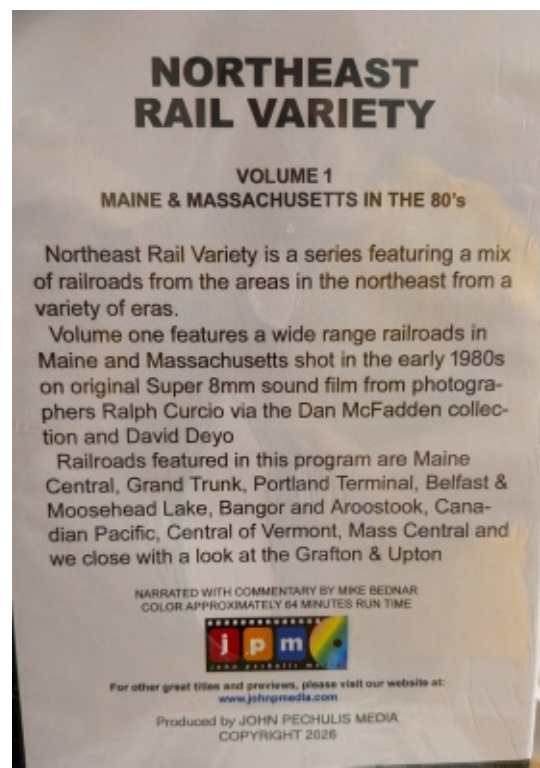 NORTHEAST
RAIL VARIETY
VOLUME 1
MAINE & MASSACHUSETTS IN THE 80's
Northeast Rail Variety is a series featuring a mix
of railroads from the areas in the northeast from a
variety of eras.
Volume one features a wide range railroads in
Maine and Massachusetts shot in the early 1980s
on original Super 8mm sound film from photogra-
phers Ralph Curcio via the Dan McFadden collec-
tion and David Deyo
Railroads featured in this program are Maine
Central, Grand Trunk, Portland Terminal, Belfast &
Moosehead Lake, Bangor and Aroostook, Cana-
dian Pacific, Central of Vermont, Mass Central and
we close with a look at the Grafton & Upton
NARRATED WITH COMMENTARY BY MIKE BEDNAR
COLOR APPROXIMATELY 64 MINUTES RUN TIME
jpm
john pechulis media
For other great titles and previews, please visit our website at:
www.johnpmedia.com
Produced by JOHN PECHULIS MEDIA
COPYRIGHT 2026